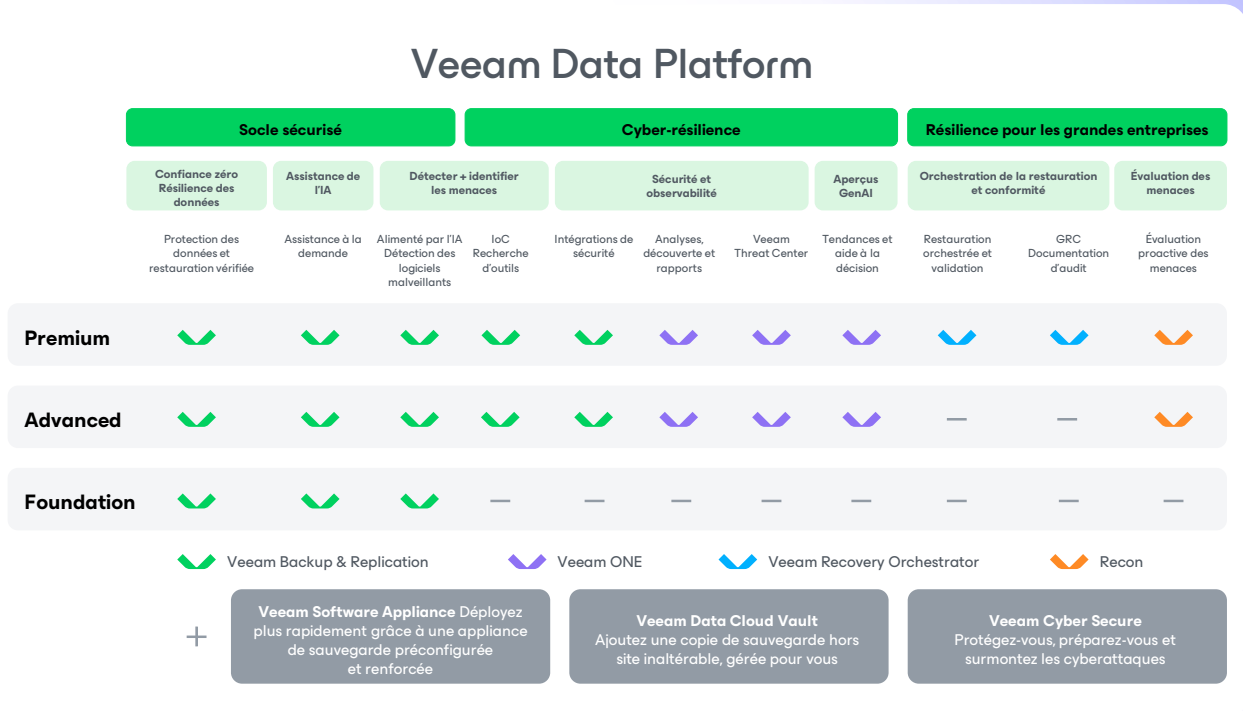 Veeam Data Platform
Socle sécurisé
Cyber-résilience
Résilience pour les grandes entreprises
Confiance zéro
Résilience des
données
Assistance de
l'IA
Détecter + identifier
les menaces
Sécurité et
observabilité
Aperçus
GenAI
Orchestration de la restauration
et conformité
Évaluation des
menaces
Protection des
données et
restauration vérifiée
Assistance à la
demande
Alimenté par l'IA
Détection des
logiciels
malveillants
IoC
Recherche
d'outils
Intégrations de
sécurité
Analyses,
découverte et
rapports
Veeam
Threat Center
Tendances et
aide à la
décision
Restauration
orchestrée et
validation
GRC
Documentation
d'audit
Évaluation
proactive des
menaces
Premium
Advanced
— —
Foundation
— — — — — — — —
Veeam Backup & Replication
Veeam ONE
Veeam Recovery Orchestrator
Recon
+
Veeam Software Appliance Déployez
plus rapidement grâce à une appliance
de sauvegarde préconfigurée
et renforcée
Veeam Data Cloud Vault
Ajoutez une copie de sauvegarde hors
site inaltérable, gérée pour vous
Veeam Cyber Secure
Protégez-vous, préparez-vous et
surmontez les cyberattaques